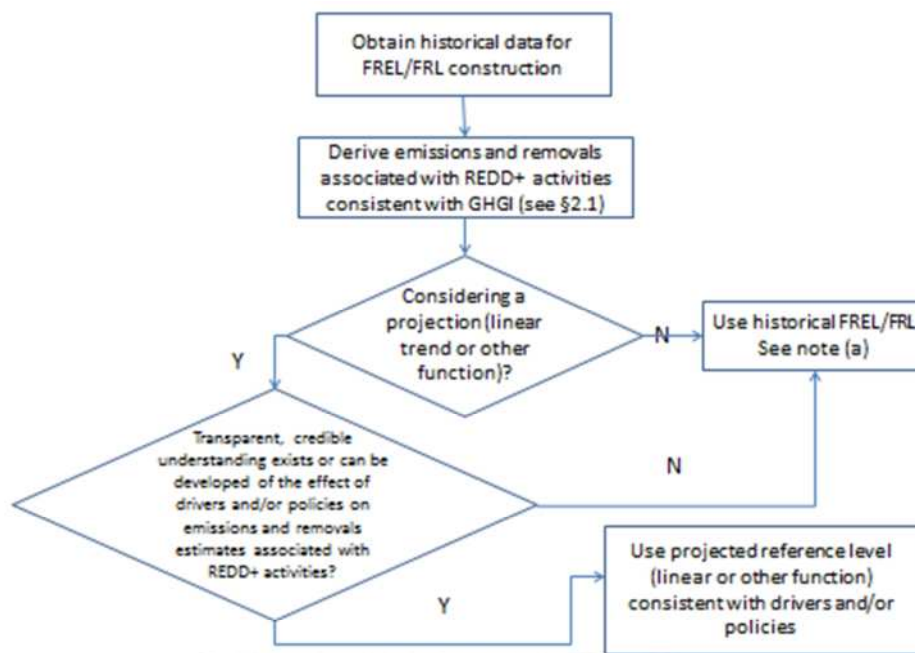 Obtain historical data for
FREL/FRL construction
Derive emissions and removals
associated with REDD+ activities
consistent with GHGI (see §2.1)
Considering a
projection (linear
trend or other
function)?
N
Use historical FREL/FRL
See note (a)
Y
Transparent, credible
understanding exists or can be
developed of the effect of
drivers and/or policies on
emissions and removals
estimates associated with
REDD+ activities?
N
Y
Use projected reference level
(linear or other function)
consistent with drivers and/or
policies